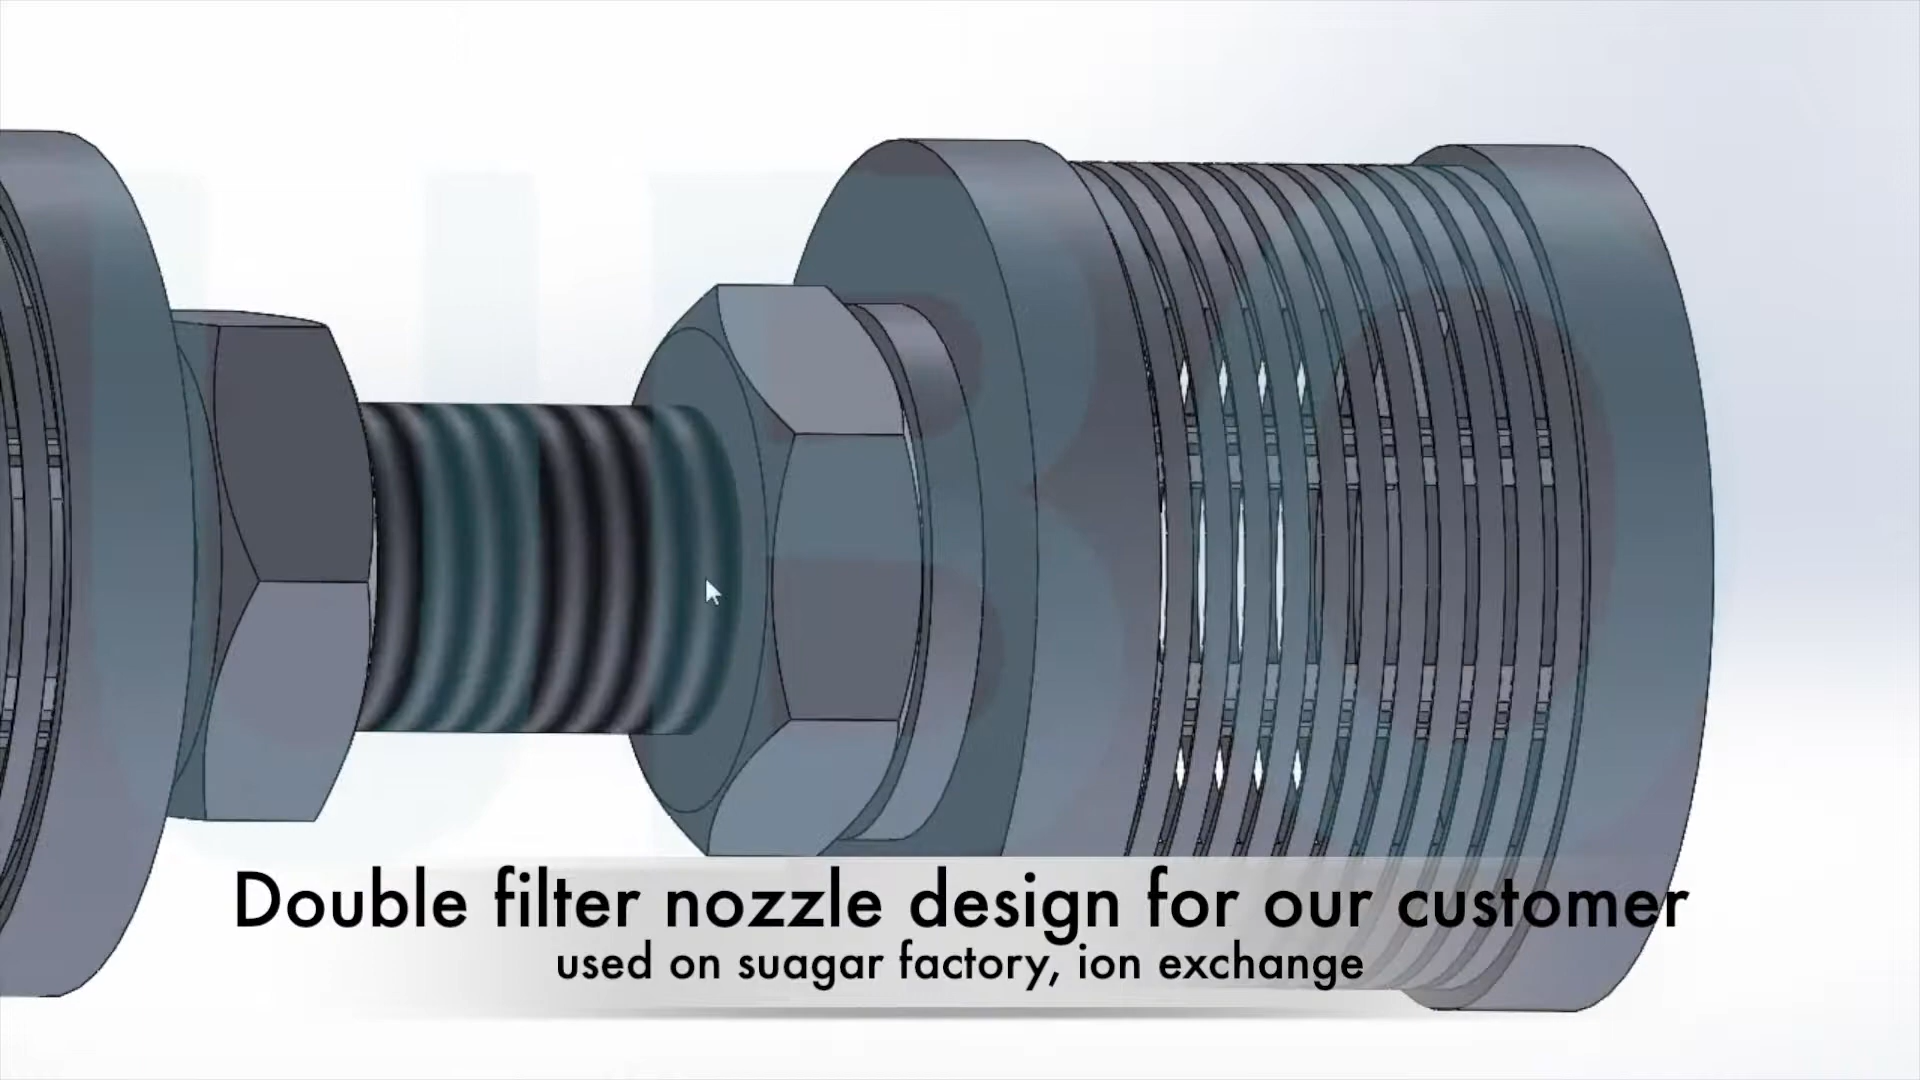 Double filter nozzle design for our customer
used on suagar factory, ion exchange